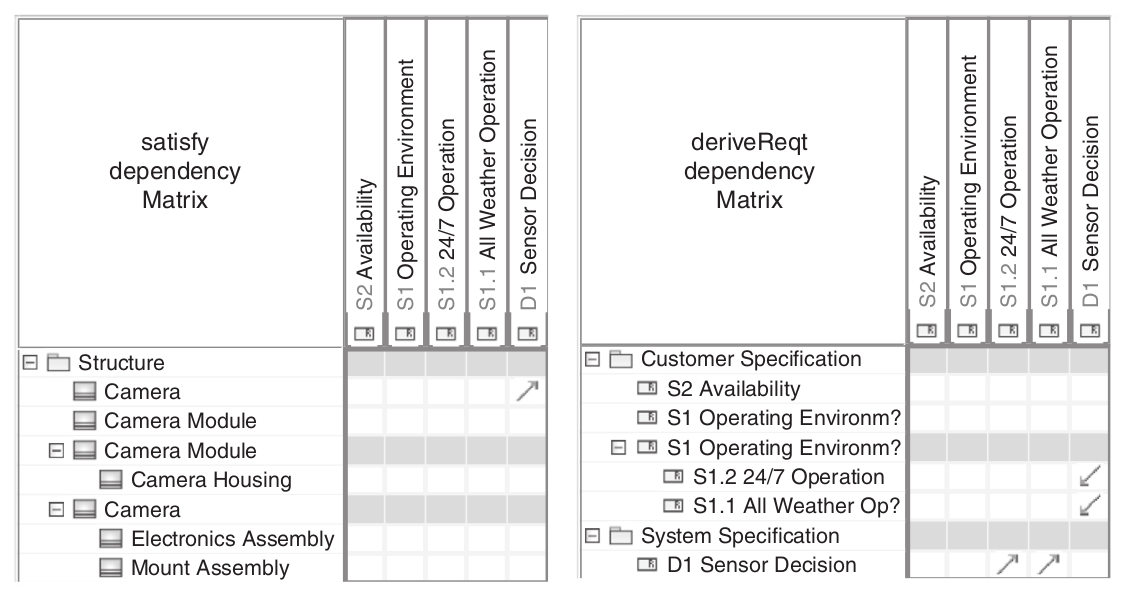 satisfy
dependency
Matrix
S2 Availability
S1 Operating Environment
S1.2 24/7 Operation
S1.1 All Weather Operation
D1 Sensor Decision
Structure
Camera
Camera Module
Camera Module
Camera Housing
Camera
Electronics Assembly
Mount Assembly
deriveReqt
dependency
Matrix
S2 Availability
S1 Operating Environment
S1.2 24/7 Operation
S1.1 All Weather Operation
D1 Sensor Decision
Customer Specification
S2 Availability
S1 Operating Environm?
S1 Operating Environm?
S1.2 24/7 Operation
S1.1 All Weather Op?
System Specification
D1 Sensor Decision